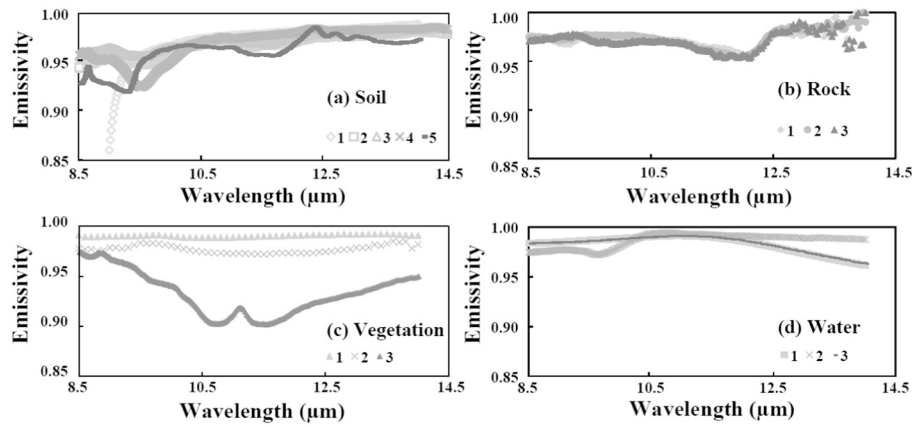 1.00
0.95
0.90
0.85
Emissivity
(a) Soil
1 2 3 4 5
8.5 10.5 12.5 14.5
Wavelength (µm)
1.00
0.95
0.90
0.85
Emissivity
(b) Rock
1 2 3
8.5 10.5 12.5 14.5
Wavelength (µm)
1.00
0.95
0.90
0.85
Emissivity
(c) Vegetation
1 2 3
8.5 10.5 12.5 14.5
Wavelength (µm)
1.00
0.95
0.90
0.85
Emissivity
(d) Water
1 2 3
8.5 10.5 12.5 14.5
Wavelength (µm)